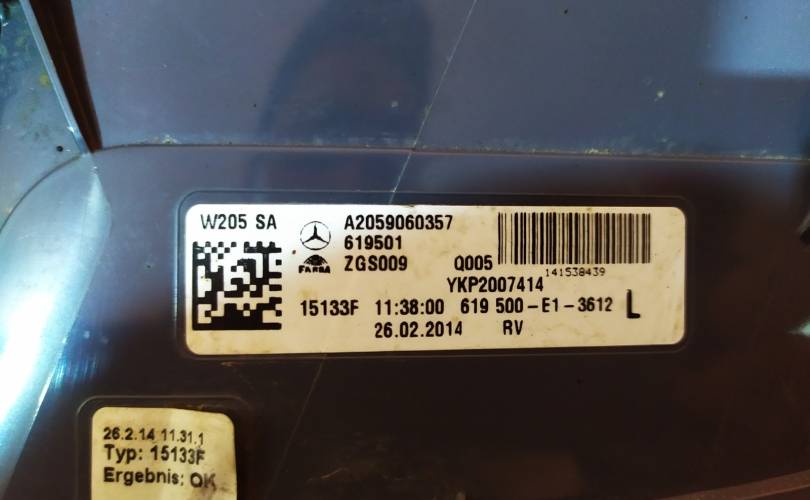 W205 SA A2059060357
619501
FARBA ZGS009 Q005 141538439
YKP2007414
15133F 11:38:00 619 500-E1-3612 L
26.02.2014 RV
26.2.14 11.31.1
Typ: 15133F
Ergebnis: OK